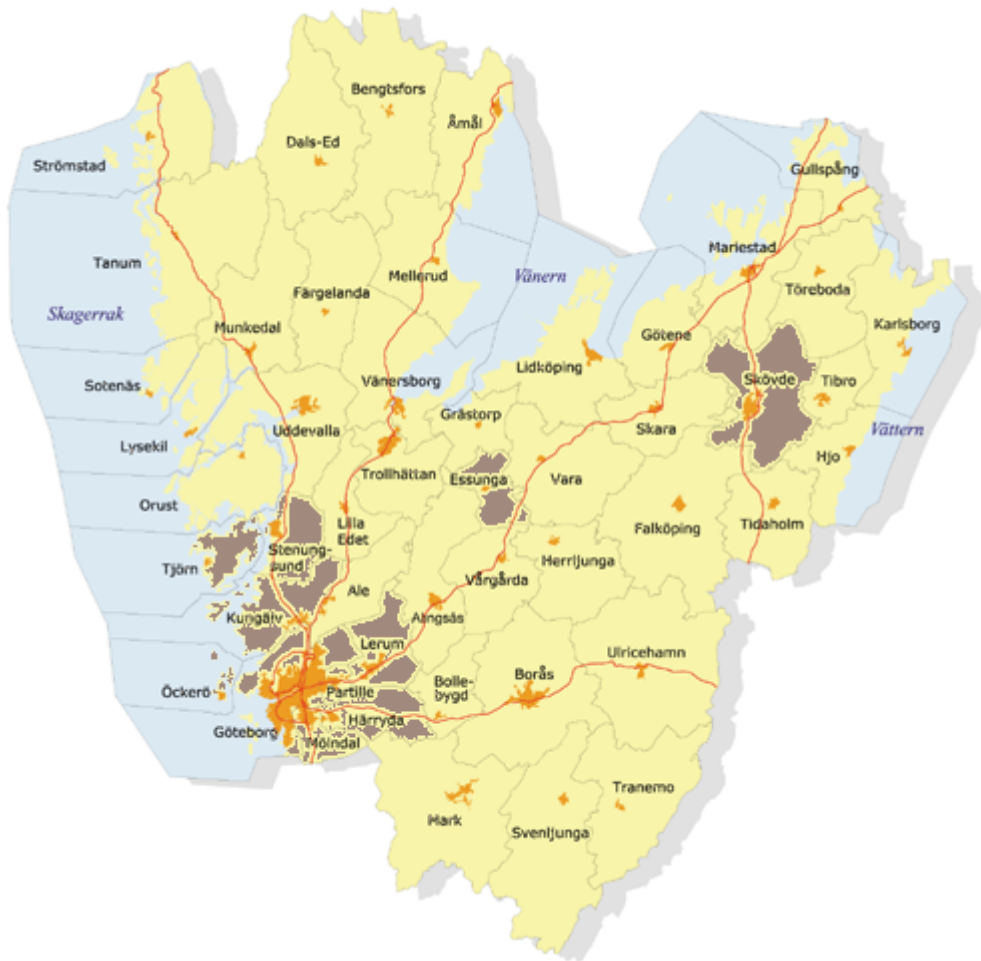 Bengtsfors
Åmål
Dals-Ed
Strömstad
Gullspång
Tanum
Mellerud
Vänern
Mariestad
Töreboda
Skagerrak
Färgelanda
Munkedal
Karlsborg
Götene
Lidköping
Sotenäs
Vänersborg
Skövde
Tibro
Grästorp
Uddevalla
Skara
Vättern
Lysekil
Hjo
Trollhättan
Essunga
Vara
Orust
Lilla
Edet
Falköping
Tidaholm
Stenung-
sund
Tjörn
Herrljunga
Vårgårda
Ale
Kungälv
Alingsås
Lerum
Ulricehamn
Bolle-
bygd
Borås
Öckerö
Partille
Härryda
Göteborg
Mölndal
Tranemo
Mark
Svenljunga